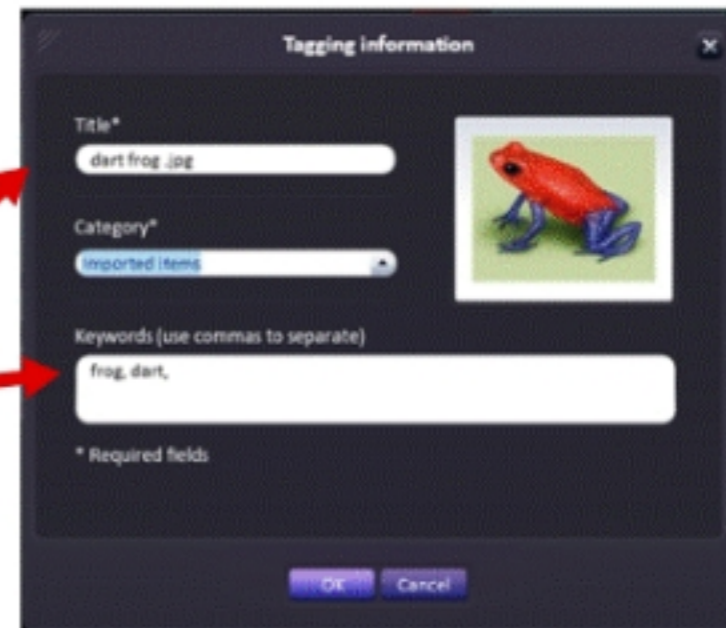 Tagging information
Title*
dart frog .jpg
Category*
Imported Items
Keywords (use commas to separate)
frog, dart,
* Required fields
OK Cancel